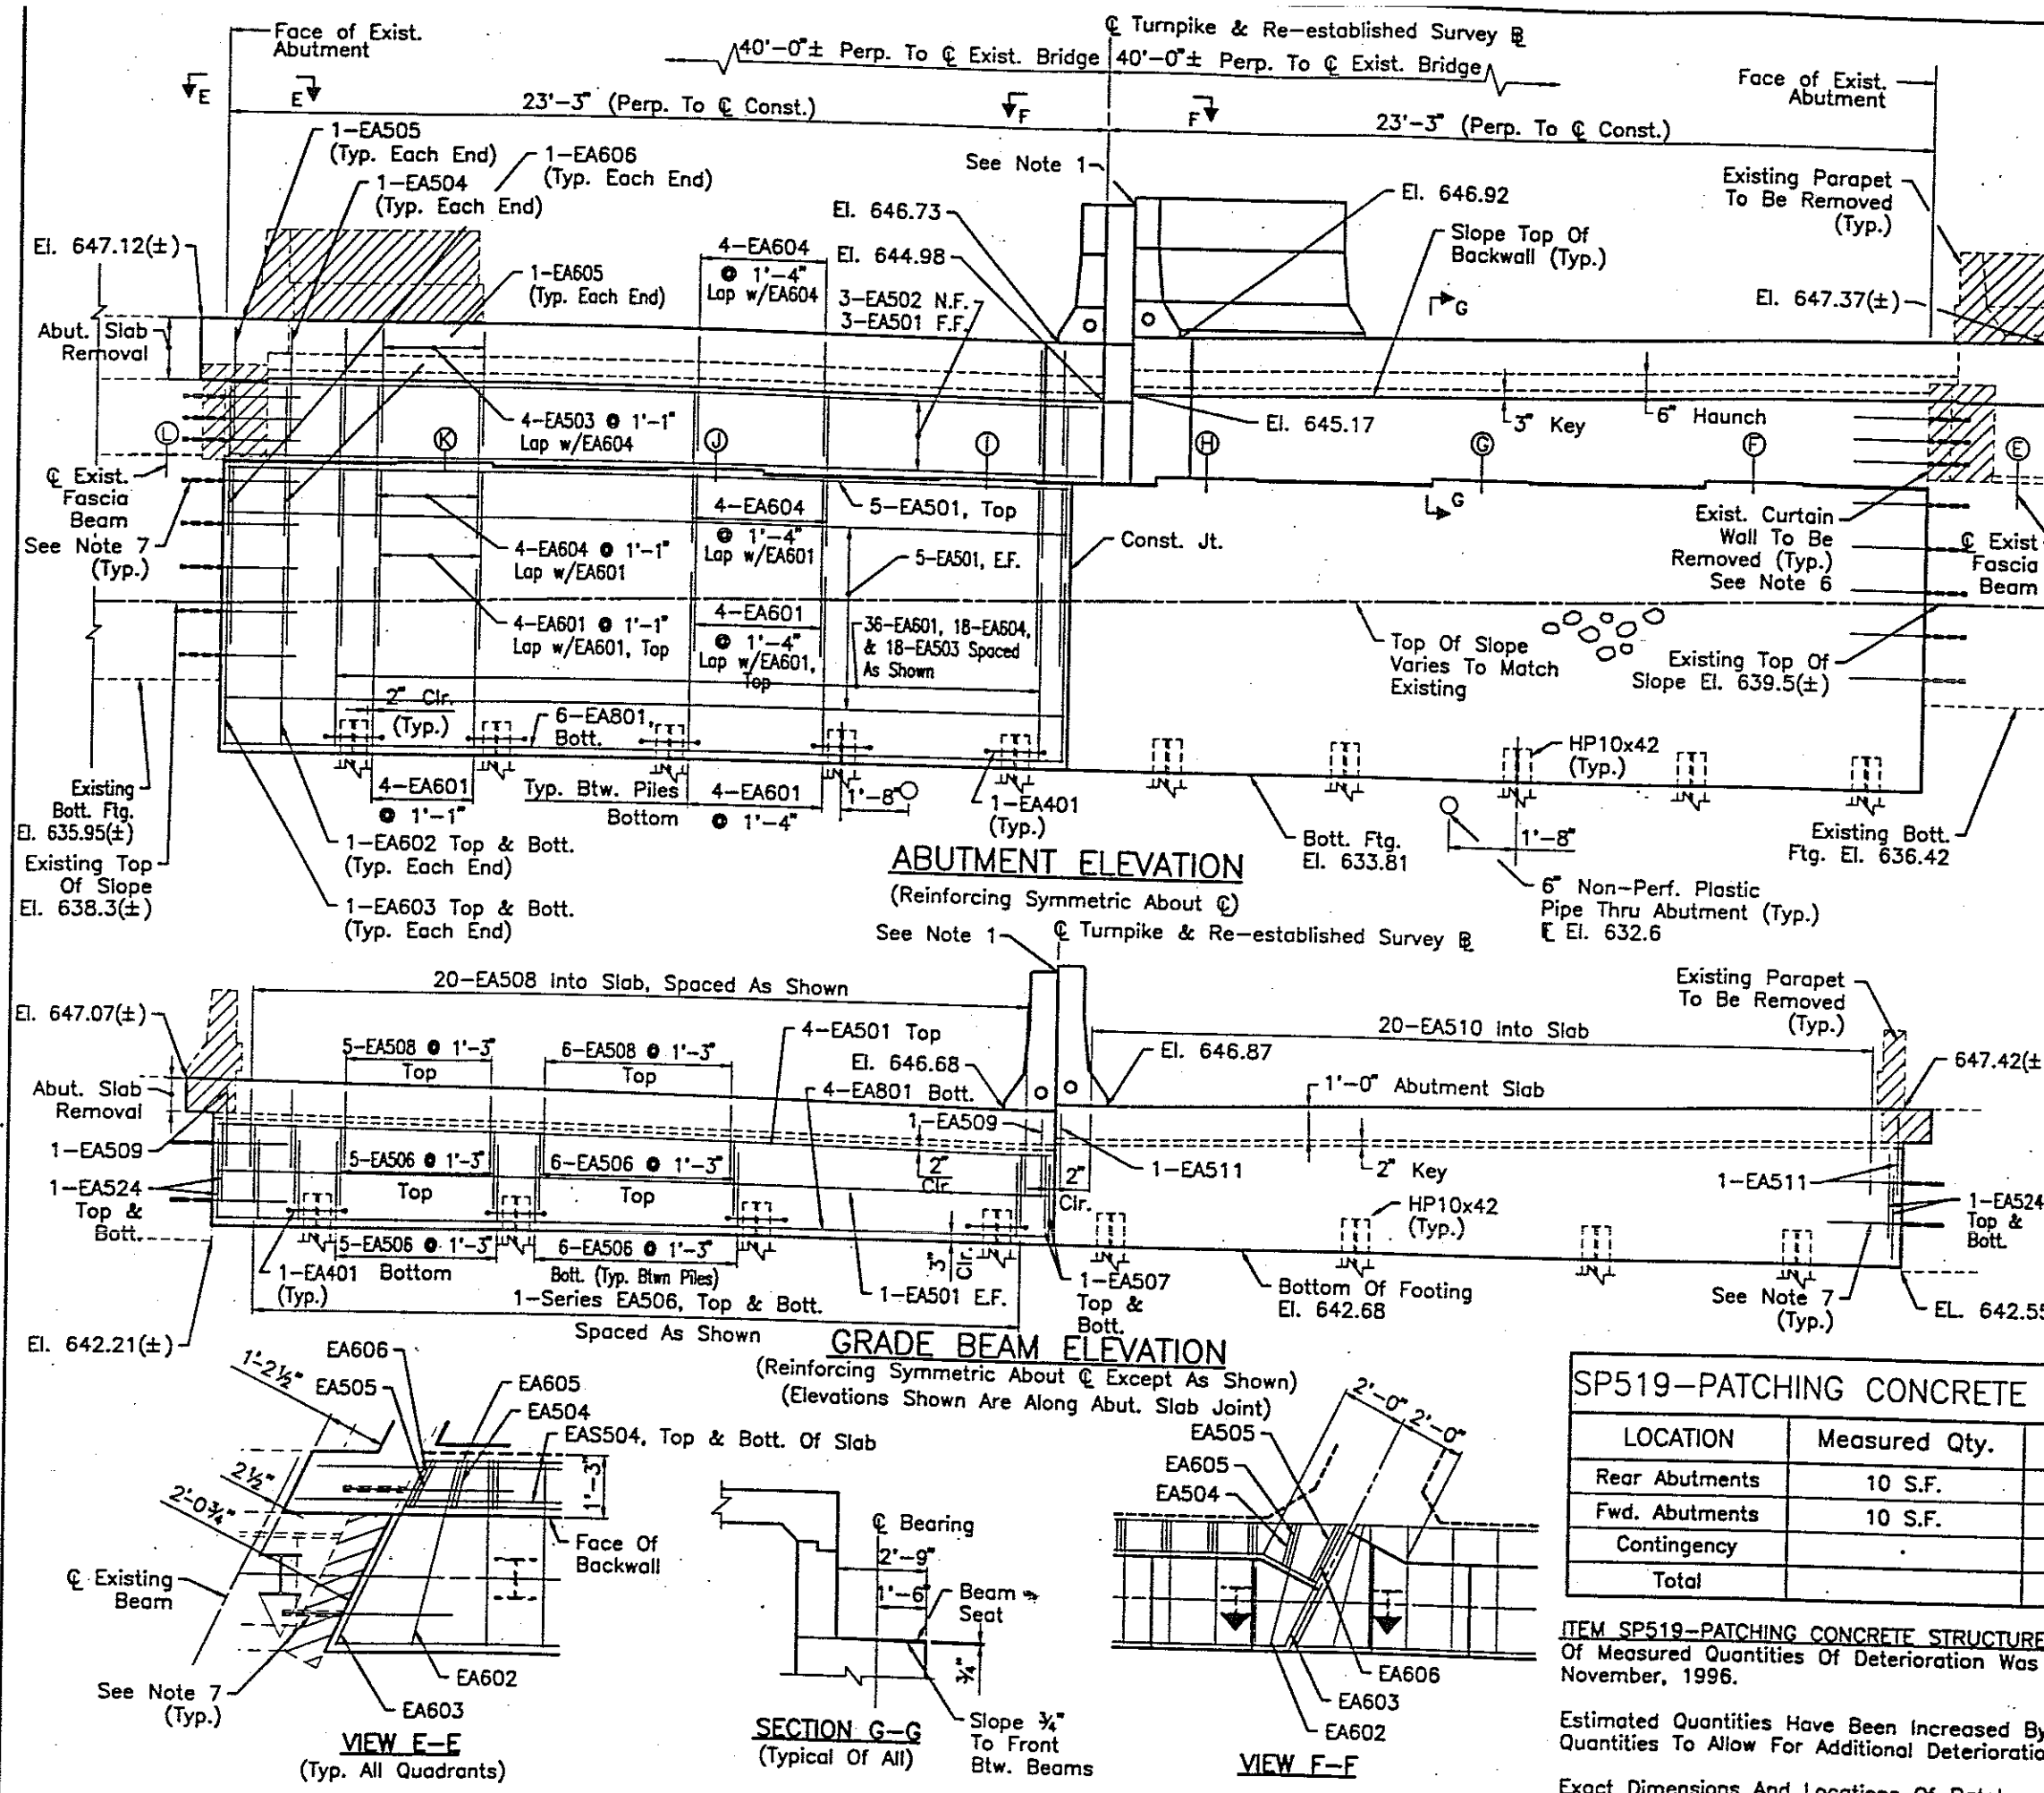 Face of Exist.
Abutment
℄ Turnpike & Re-established Survey ℄
40'-0"± Perp. To ℄ Exist. Bridge
40'-0"± Perp. To ℄ Exist. Bridge
Face of Exist.
Abutment
E
E
23'-3" (Perp. To ℄ Const.)
F
F
23'-3" (Perp. To ℄ Const.)
1-EA505
(Typ. Each End)
1-EA606
(Typ. Each End)
1-EA504
(Typ. Each End)
See Note 1
Existing Parapet
To Be Removed
(Typ.)
El. 646.73
El. 646.92
El. 647.12(±)
4-EA604
@ 1'-4"
Lap w/EA604
El. 644.98
Slope Top Of
Backwall (Typ.)
1-EA605
(Typ. Each End)
3-EA502 N.F.
3-EA501 F.F.
G
El. 647.37(±)
Abut. Slab
Removal
4-EA503 @ 1'-1"
Lap w/EA604
El. 645.17
3" Key
6" Haunch
L
K
J
I
H
G
F
E
℄ Exist.
Fascia
Beam
See Note 7
(Typ.)
4-EA604
@ 1'-4"
Lap w/EA601
5-EA501, Top
G
Exist. Curtain
Wall To Be
Removed (Typ.)
See Note 6
℄ Exist
Fascia
Beam
4-EA604 @ 1'-1"
Lap w/EA601
5-EA501, E.F.
Const. Jt.
4-EA601 @ 1'-1"
Lap w/EA601, Top
4-EA601
@ 1'-4"
Lap w/EA601,
Top
36-EA601, 18-EA604,
& 18-EA503 Spaced
As Shown
Top Of Slope
Varies To Match
Existing
Existing Top Of
Slope El. 639.5(±)
2" Clr.
(Typ.)
6-EA801,
Bott.
HP10x42
(Typ.)
Existing
Bott. Ftg.
El. 635.95(±)
4-EA601
@ 1'-1"
Typ. Btw. Piles
Bottom
4-EA601
@ 1'-4"
1'-8"
1-EA401
(Typ.)
1'-8"
Existing Bott.
Ftg. El. 636.42
Existing Top
Of Slope
El. 638.3(±)
1-EA602 Top & Bott.
(Typ. Each End)
1-EA603 Top & Bott.
(Typ. Each End)
ABUTMENT ELEVATION
(Reinforcing Symmetric About ℄)
Bott. Ftg.
El. 633.81
6" Non-Perf. Plastic
Pipe Thru Abutment (Typ.)
El. 632.6
See Note 1
℄ Turnpike & Re-established Survey ℄
20-EA508 Into Slab, Spaced As Shown
Existing Parapet
To Be Removed
(Typ.)
El. 647.07(±)
5-EA508 @ 1'-3"
Top
6-EA508 @ 1'-3"
Top
4-EA501 Top
El. 646.68
El. 646.87
20-EA510 Into Slab
647.42(±
Abut. Slab
Removal
4-EA801 Bott.
1'-0" Abutment Slab
1-EA509
1-EA509
1-EA524
Top &
Bott.
5-EA506 @ 1'-3"
Top
6-EA506 @ 1'-3"
Top
2"
Clr.
2"
Clr.
1-EA511
2" Key
1-EA511
1-EA524
Top &
Bott.
HP10x42
(Typ.)
5-EA506 @ 1'-3"
Bottom
6-EA506 @ 1'-3"
Bott. (Typ. Btwn Piles)
3"
Clr.
1-EA401
(Typ.)
1-Series EA506, Top & Bott.
Spaced As Shown
1-EA501 E.F.
1-EA507
Top &
Bott.
Bottom Of Footing
El. 642.68
See Note 7
(Typ.)
EL. 642.55
El. 642.21(±)
GRADE BEAM ELEVATION
(Reinforcing Symmetric About ℄ Except As Shown)
(Elevations Shown Are Along Abut. Slab Joint)
1'-2½"
EA606
EA505
EA605
EA504
EAS504, Top & Bott. Of Slab
2½"
2'-0¾"
1'-3"
Face Of
Backwall
℄ Existing
Beam
See Note 7
(Typ.)
EA602
EA603
VIEW E-E
(Typ. All Quadrants)
℄ Bearing
2'-9"
1'-6"
Beam
Seat
¾"
Slope ¾"
To Front
Btw. Beams
SECTION G-G
(Typical Of All)
2'-0"
2'-0"
EA505
EA605
EA504
EA606
EA603
EA602
VIEW F-F
SP519-PATCHING CONCRETE
LOCATION Measured Qty.
Rear Abutments 10 S.F.
Fwd. Abutments 10 S.F.
Contingency
Total
ITEM SP519-PATCHING CONCRETE STRUCTURE
Of Measured Quantities Of Deterioration Was
November, 1996.
Estimated Quantities Have Been Increased By
Quantities To Allow For Additional Deterioratio
Exact Dimensions And Locations Of